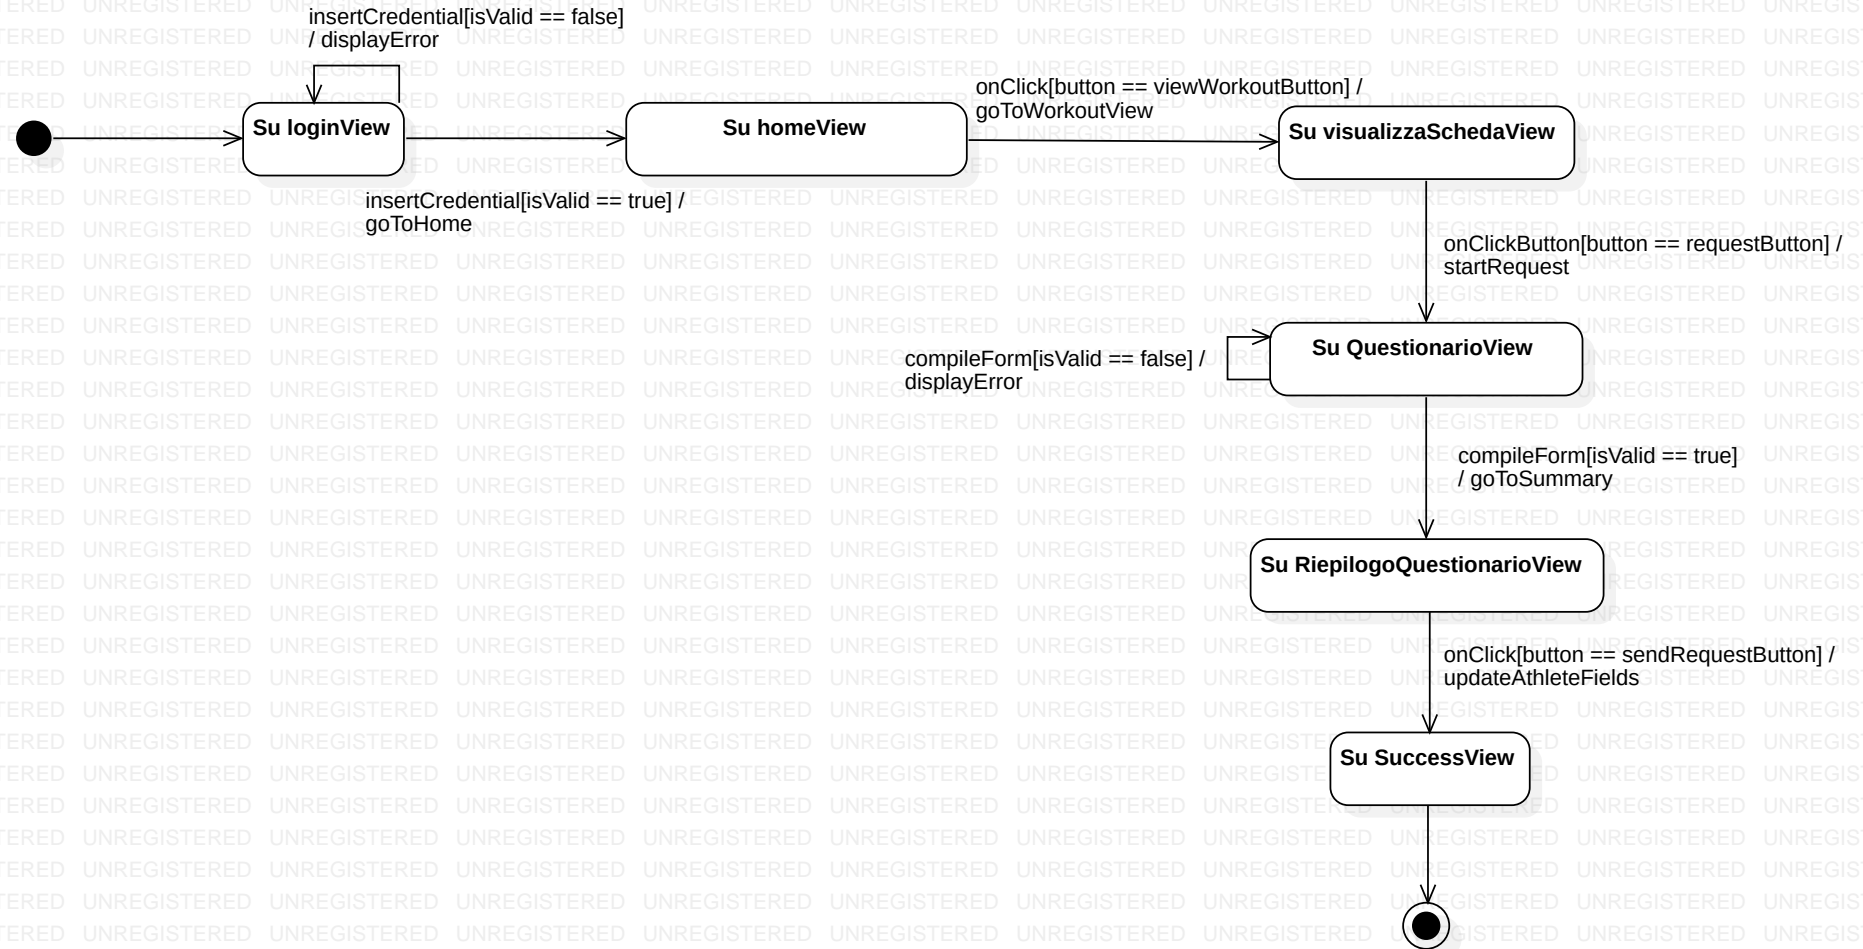 insertCredential[isValid == false]
/ displayError
Su loginView
insertCredential[isValid == true] /
goToHome
Su homeView
onClick[button == viewWorkoutButton] /
goToWorkoutView
Su visualizzaSchedaView
onClickButton[button == requestButton] /
startRequest
Su QuestionarioView
compileForm[isValid == false] /
displayError
compileForm[isValid == true]
/ goToSummary
Su RiepilogoQuestionarioView
onClick[button == sendRequestButton] /
updateAthleteFields
Su SuccessView
UNREGISTERED